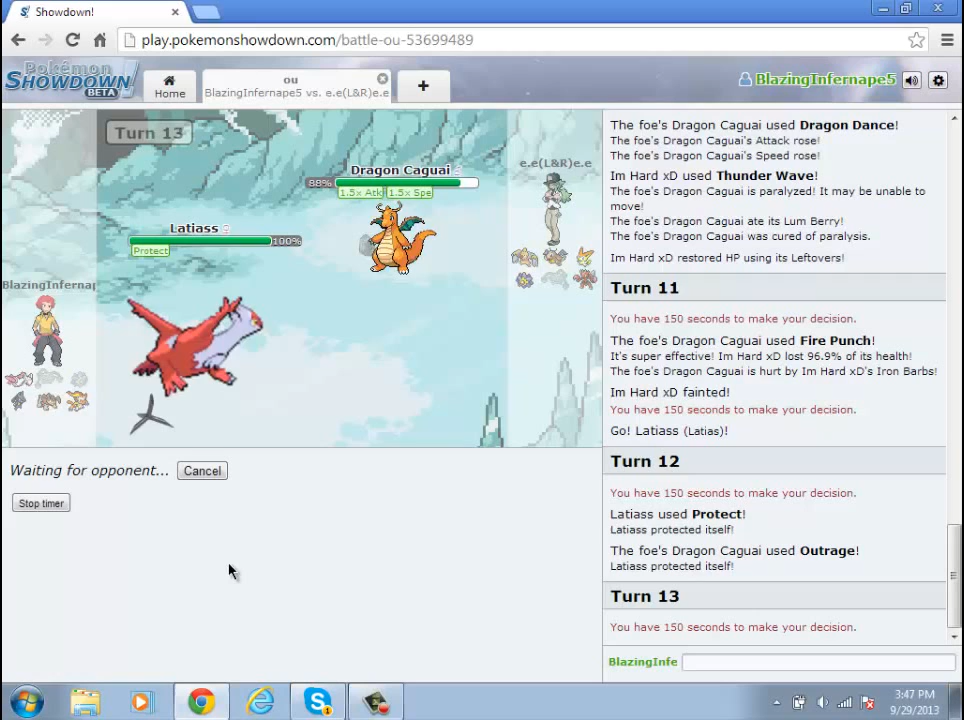 Showdown!
play.pokemonshowdown.com/battle-ou-53699489
Pokémon
SHOWDOWN
BETA
Home
ou
BlazingInfernape5 vs. e.e(L&R)e.e
+
BlazingInfernape5
Turn 13
Dragon Caguai
88%
1.5x Atk 1.5x Spe
e.e(L&R)e.e
Latiass
100%
Protect
BlazingInfernap
Waiting for opponent... Cancel
Stop timer
The foe's Dragon Caguai used Dragon Dance!
The foe's Dragon Caguai's Attack rose!
The foe's Dragon Caguai's Speed rose!
Im Hard xD used Thunder Wave!
The foe's Dragon Caguai is paralyzed! It may be unable to
move!
The foe's Dragon Caguai ate its Lum Berry!
The foe's Dragon Caguai was cured of paralysis.
Im Hard xD restored HP using its Leftovers!
Turn 11
You have 150 seconds to make your decision.
The foe's Dragon Caguai used Fire Punch!
It's super effective! Im Hard xD lost 96.9% of its health!
The foe's Dragon Caguai is hurt by Im Hard xD's Iron Barbs!
Im Hard xD fainted!
You have 150 seconds to make your decision.
Go! Latiass (Latias)!
Turn 12
You have 150 seconds to make your decision.
Latiass used Protect!
Latiass protected itself!
The foe's Dragon Caguai used Outrage!
Latiass protected itself!
Turn 13
You have 150 seconds to make your decision.
BlazingInfe
3:47 PM
9/29/2013